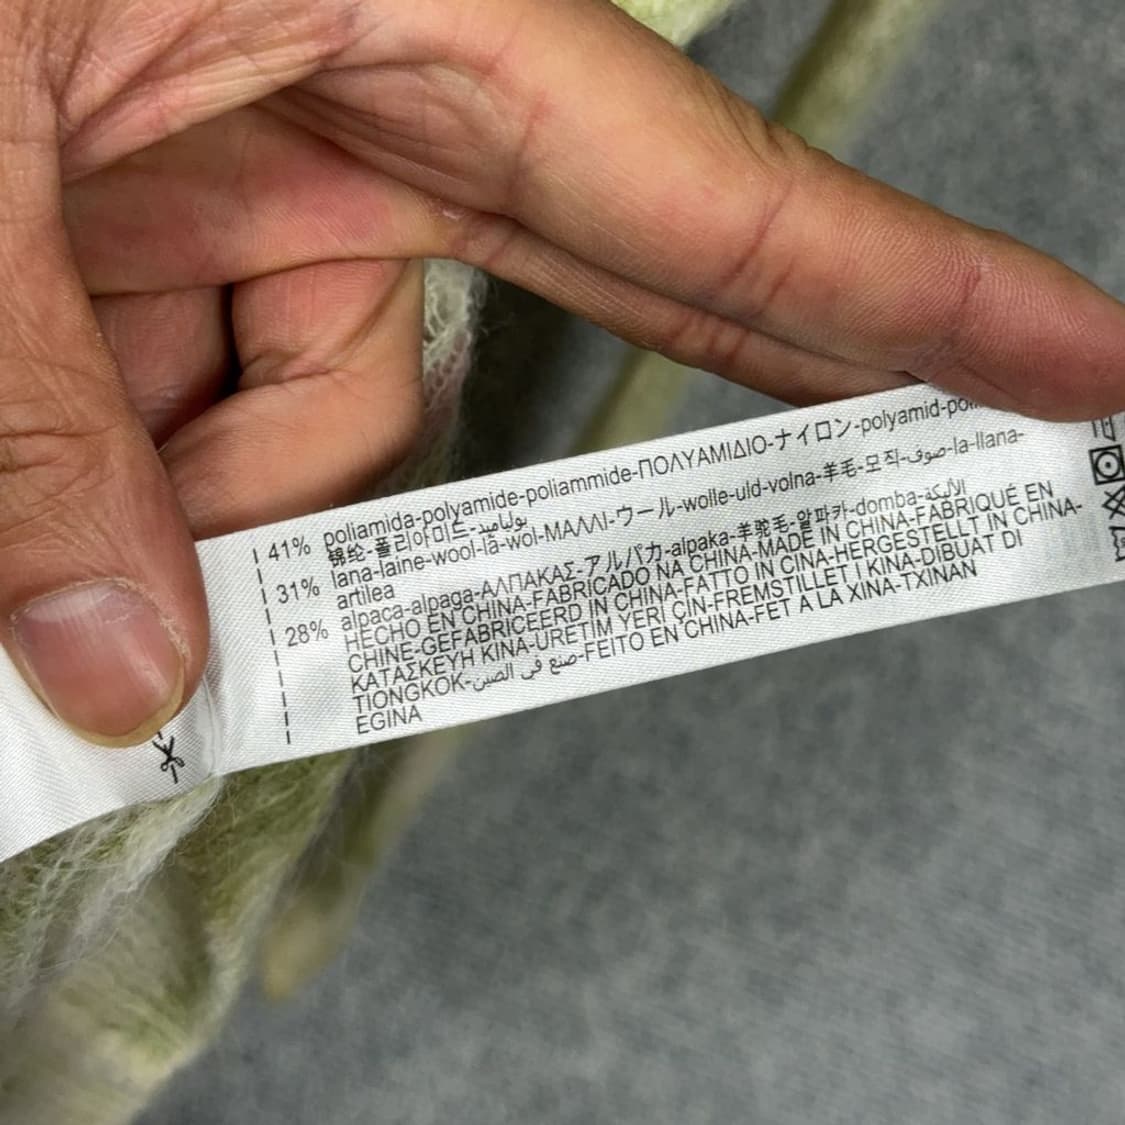 41% poliamida-polyamide-poliammide-ΠΟΛΥΑΜΙΔΙΟ-ナイロン-polyamid-
锦纶-폴리아미드-بولياميد
31% lana-laine-wool-lã-wol-ΜΑΛΛΙ-ウール-wolle-uld-volna-羊毛-모직-صوف-la-llana-
artilea
28% alpaca-alpaga-ΑΛΠΑΚΑΣ-アルパカ-alpaka-羊驼毛-알파카-domba-الألبكة
HECHO EN CHINA-FABRICADO NA CHINA-MADE IN CHINA-FABRIQUÉ EN
CHINE-GEFABRICEERD IN CHINA-FATTO IN CINA-HERGESTELLT IN CHINA-
ΚΑΤΑΣΚΕΥΗ ΚΙΝΑ-ÜRETİM YERİ ÇİN-FREMSTILLET I KINA-DIBUAT DI
TIONGKOK-صنع في الصين-FEITO EN CHINA-FET A LA XINA-TXINAN
EGINA